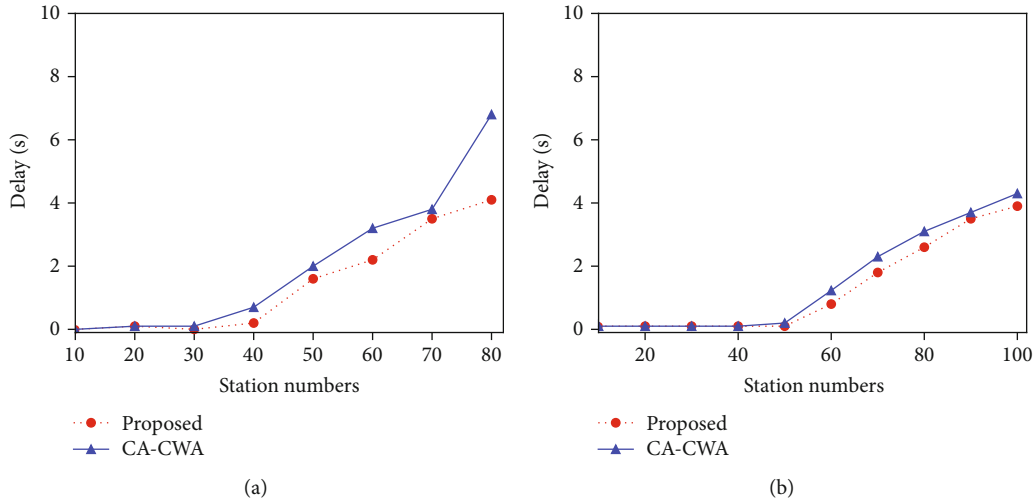 10
8
6
4
2
0
Delay (s)
10 20 30 40 50 60 70 80
Station numbers
Proposed
CA-CWA
(a)
10
8
6
4
2
0
Delay (s)
20 40 60 80 100
Station numbers
Proposed
CA-CWA
(b)